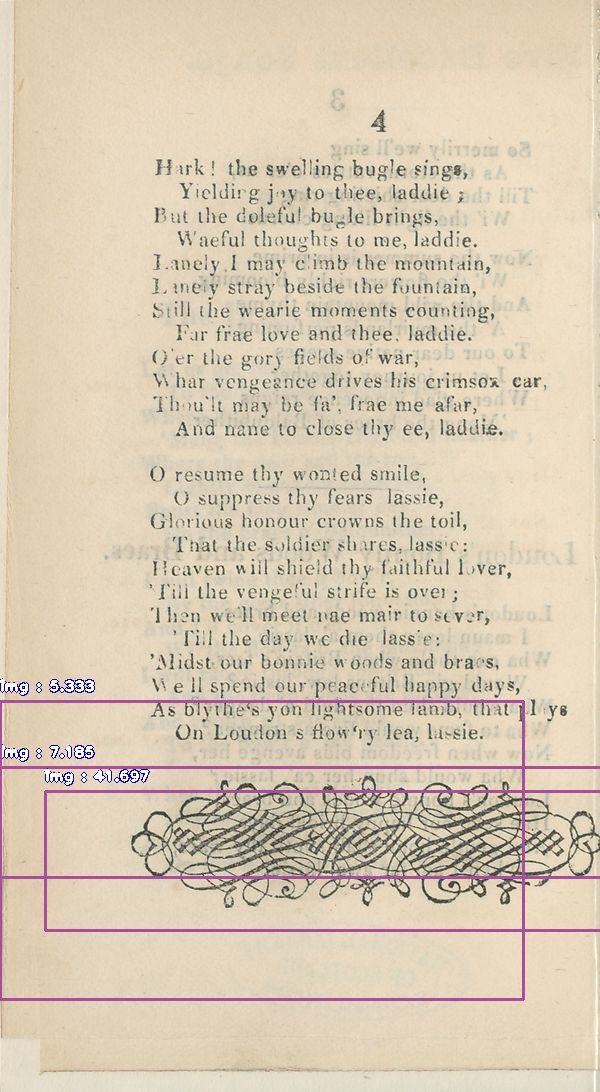 4
Hark! the swelling bugle sings,
Yielding joy to thee, laddie;
But the doleful bugle brings,
Waeful thoughts to me, laddie.
Lanely I may climb the mountain,
Lanely stray beside the fountain,
Still the wearie moments counting,
Far frae love and thee, laddie.
O'er the gory fields of war,
Whar vengeance drives his crimsox car,
Thou'lt may be fa', frae me afar,
And nane to close thy ee, laddie.
O resume thy wonted smile,
O suppress thy fears lassie,
Glorious honour crowns the toil,
That the soldier shares, lassie:
Heaven will shield thy faithful lover,
'Till the vengeful strife is over;
Then we'll meet nae mair to sever,
'Till the day we die lassie:
'Midst our bonnie woods and braes,
We'll spend our peaceful happy days,
As blythe's yon lightsome lamb, that plays
On Loudon's flow'ry lea, lassie.
img : 5.333
img : 7.185
img : 41.697